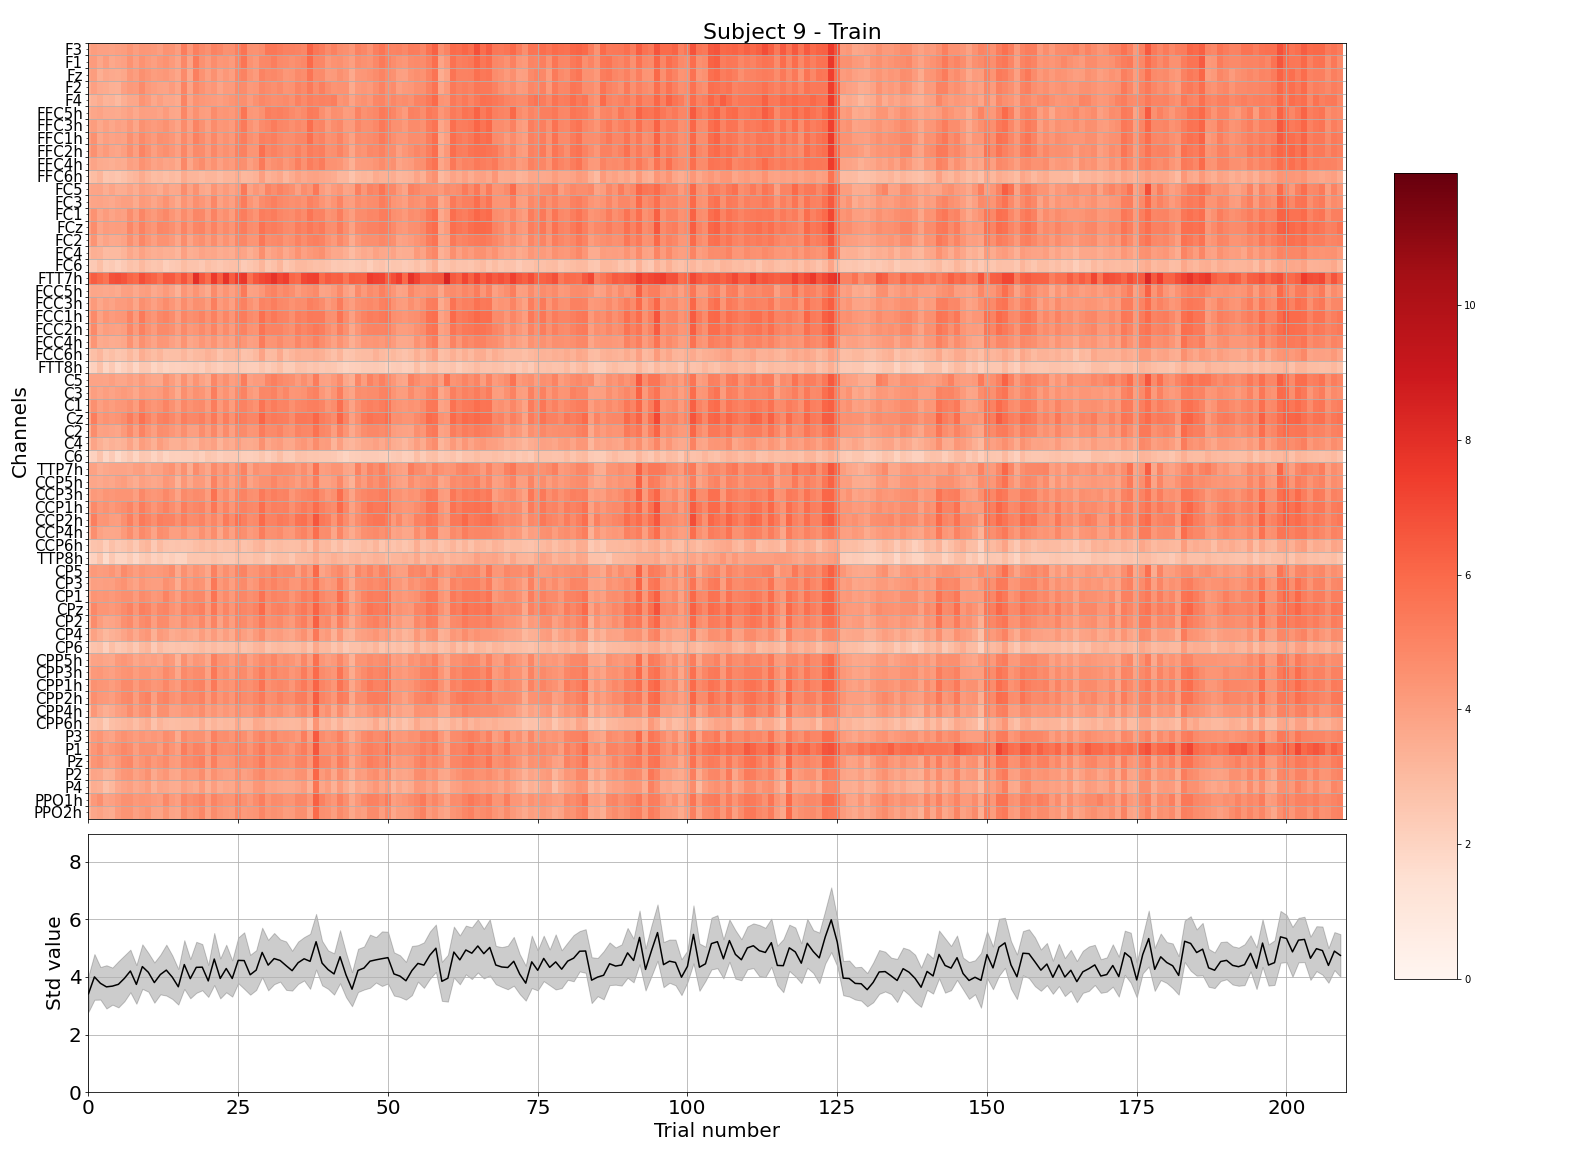 Subject 9 - Train
Channels
F3
F1
Fz
F2
F4
FFC5h
FFC3h
FFC1h
FFC2h
FFC4h
FFC6h
FC5
FC3
FC1
FCz
FC2
FC4
FC6
FTT7h
FCC5h
FCC3h
FCC1h
FCC2h
FCC4h
FCC6h
FTT8h
C5
C3
C1
Cz
C2
C4
C6
TTP7h
CCP5h
CCP3h
CCP1h
CCP2h
CCP4h
CCP6h
TTP8h
CP5
CP3
CP1
CPz
CP2
CP4
CP6
CPP5h
CPP3h
CPP1h
CPP2h
CPP4h
CPP6h
P3
P1
Pz
P2
P4
PPO1h
PPO2h
10
8
6
4
2
0
Std value
8
6
4
2
0
0 25 50 75 100 125 150 175 200
Trial number